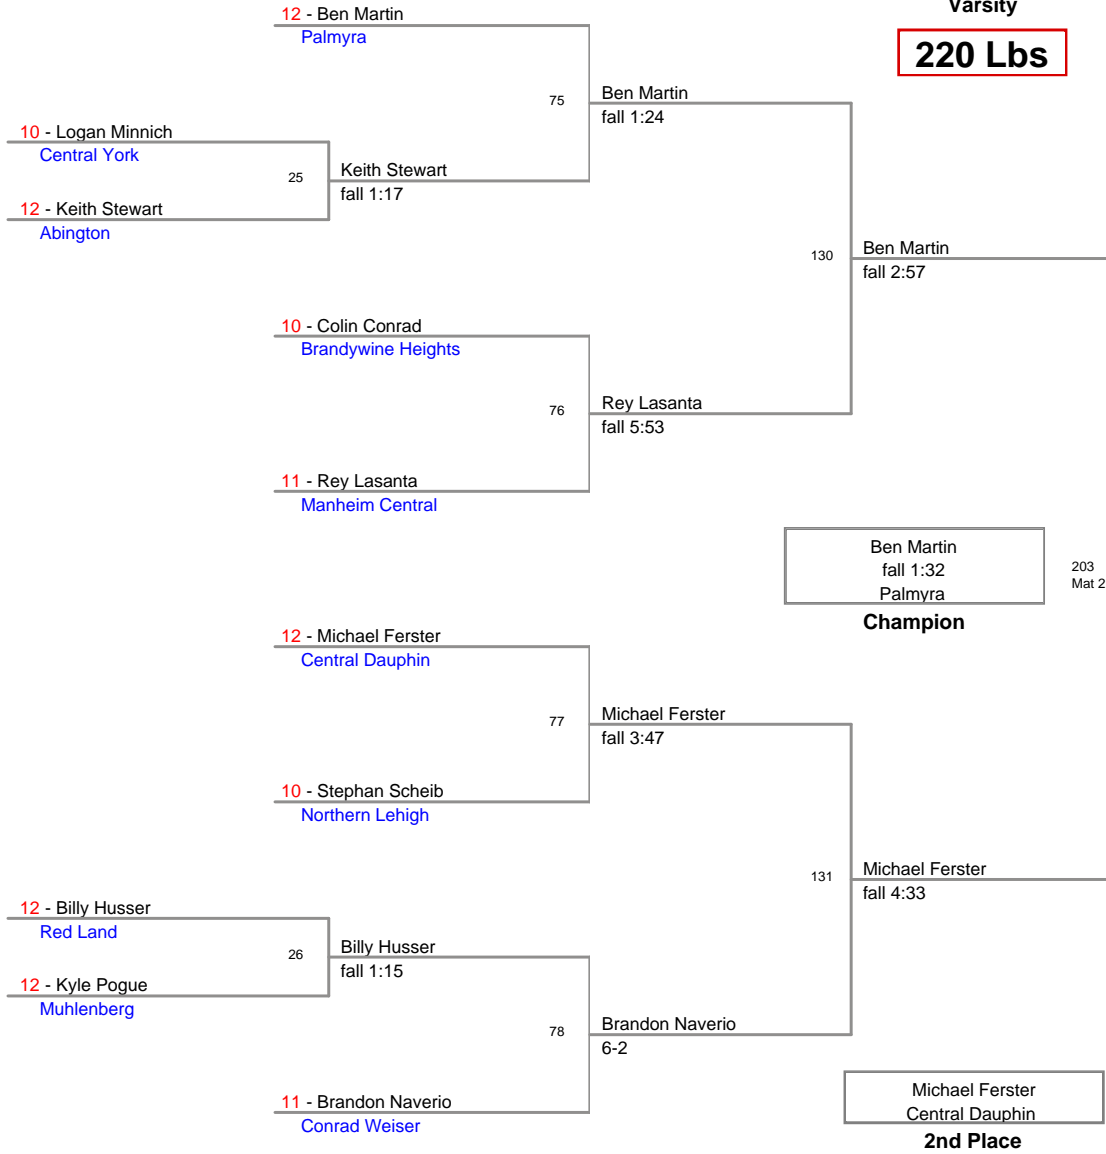 Varsity
220 Lbs
12 - Ben Martin
Palmyra
75
Ben Martin
fall 1:24
10 - Logan Minnich
Central York
25
Keith Stewart
fall 1:17
12 - Keith Stewart
Abington
130
Ben Martin
fall 2:57
10 - Colin Conrad
Brandywine Heights
76
Rey Lasanta
fall 5:53
11 - Rey Lasanta
Manheim Central
Ben Martin
fall 1:32
Palmyra
Champion
203
Mat 2
12 - Michael Ferster
Central Dauphin
77
Michael Ferster
fall 3:47
10 - Stephan Scheib
Northern Lehigh
131
Michael Ferster
fall 4:33
12 - Billy Husser
Red Land
26
Billy Husser
fall 1:15
12 - Kyle Pogue
Muhlenberg
78
Brandon Naverio
6-2
11 - Brandon Naverio
Conrad Weiser
Michael Ferster
Central Dauphin
2nd Place